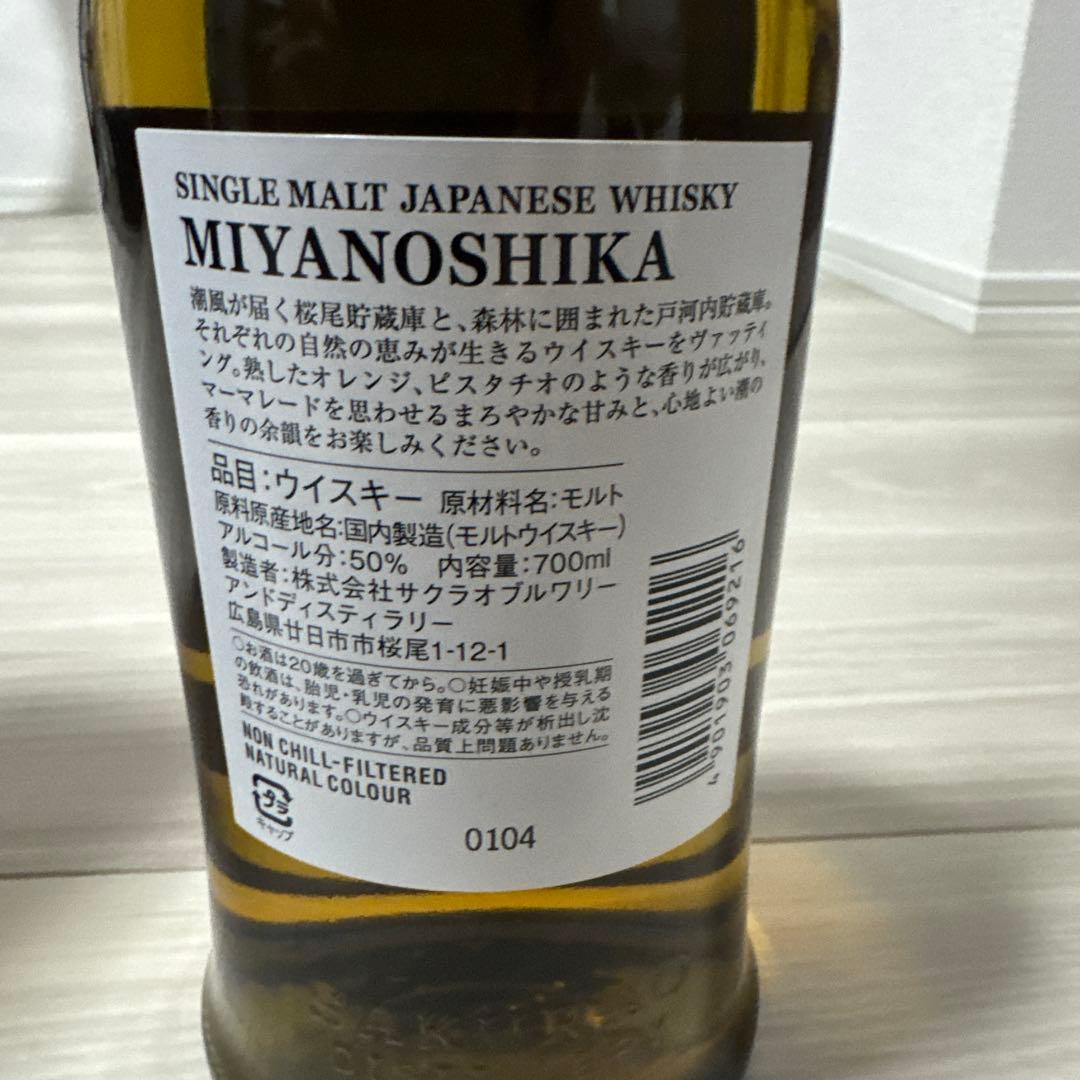 SINGLE MALT JAPANESE WHISKY
MIYANOSHIKA
潮風が届く桜尾貯蔵庫と、森林に囲まれた戸河内貯蔵庫。
それぞれの自然の恵みが生きるウイスキーをヴァッティ
ング。熟したオレンジ、ピスタチオのような香りが広がり、
マーマレードを思わせるまろやかな甘みと、心地よい潮の
香りの余韻をお楽しみください。
品目:ウイスキー 原材料名:モルト
原料原産地名:国内製造(モルトウイスキー)
アルコール分:50% 内容量:700ml
製造者:株式会社サクラオブルワリー
アンドディスティラリー
広島県廿日市市桜尾1-12-1
○お酒は20歳を過ぎてから。○妊娠中や授乳期
の飲酒は、胎児・乳児の発育に悪影響を与える
恐れがあります。○ウイスキー成分等が析出し沈
殿することがありますが、品質上問題ありません。
NON CHILL-FILTERED
NATURAL COLOUR
プラ
キャップ
0104
4 901903 069216
SAKURAO